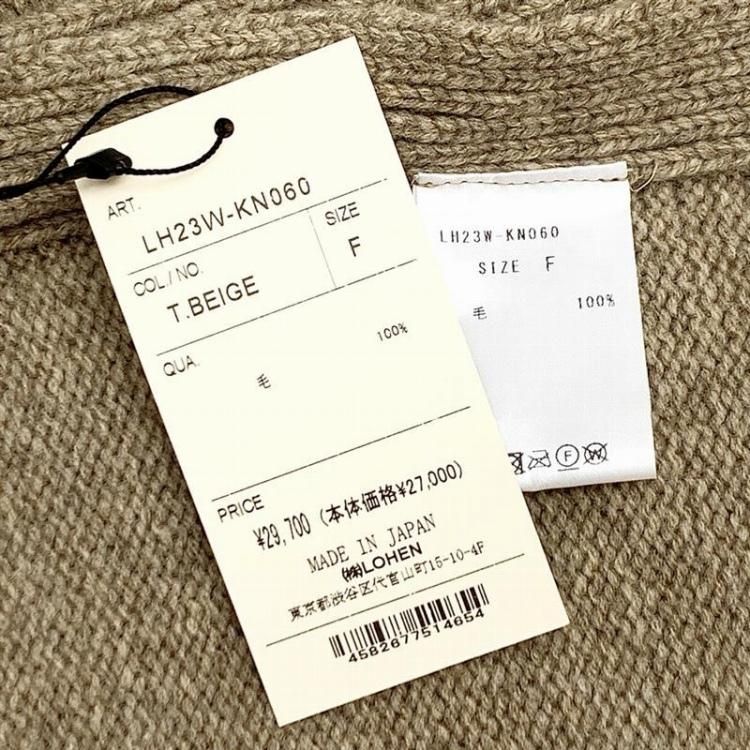 ART.
LH23W-KN060
COL./NO.
T.BEIGE
SIZE
F
QUA.
毛 100%
PRICE
¥29,700 (本体価格¥27,000)
MADE IN JAPAN
㈱LOHEN
東京都渋谷区代官山町15-10-4F
4582677514654
LH23W-KN060
SIZE F
毛 100%
F W